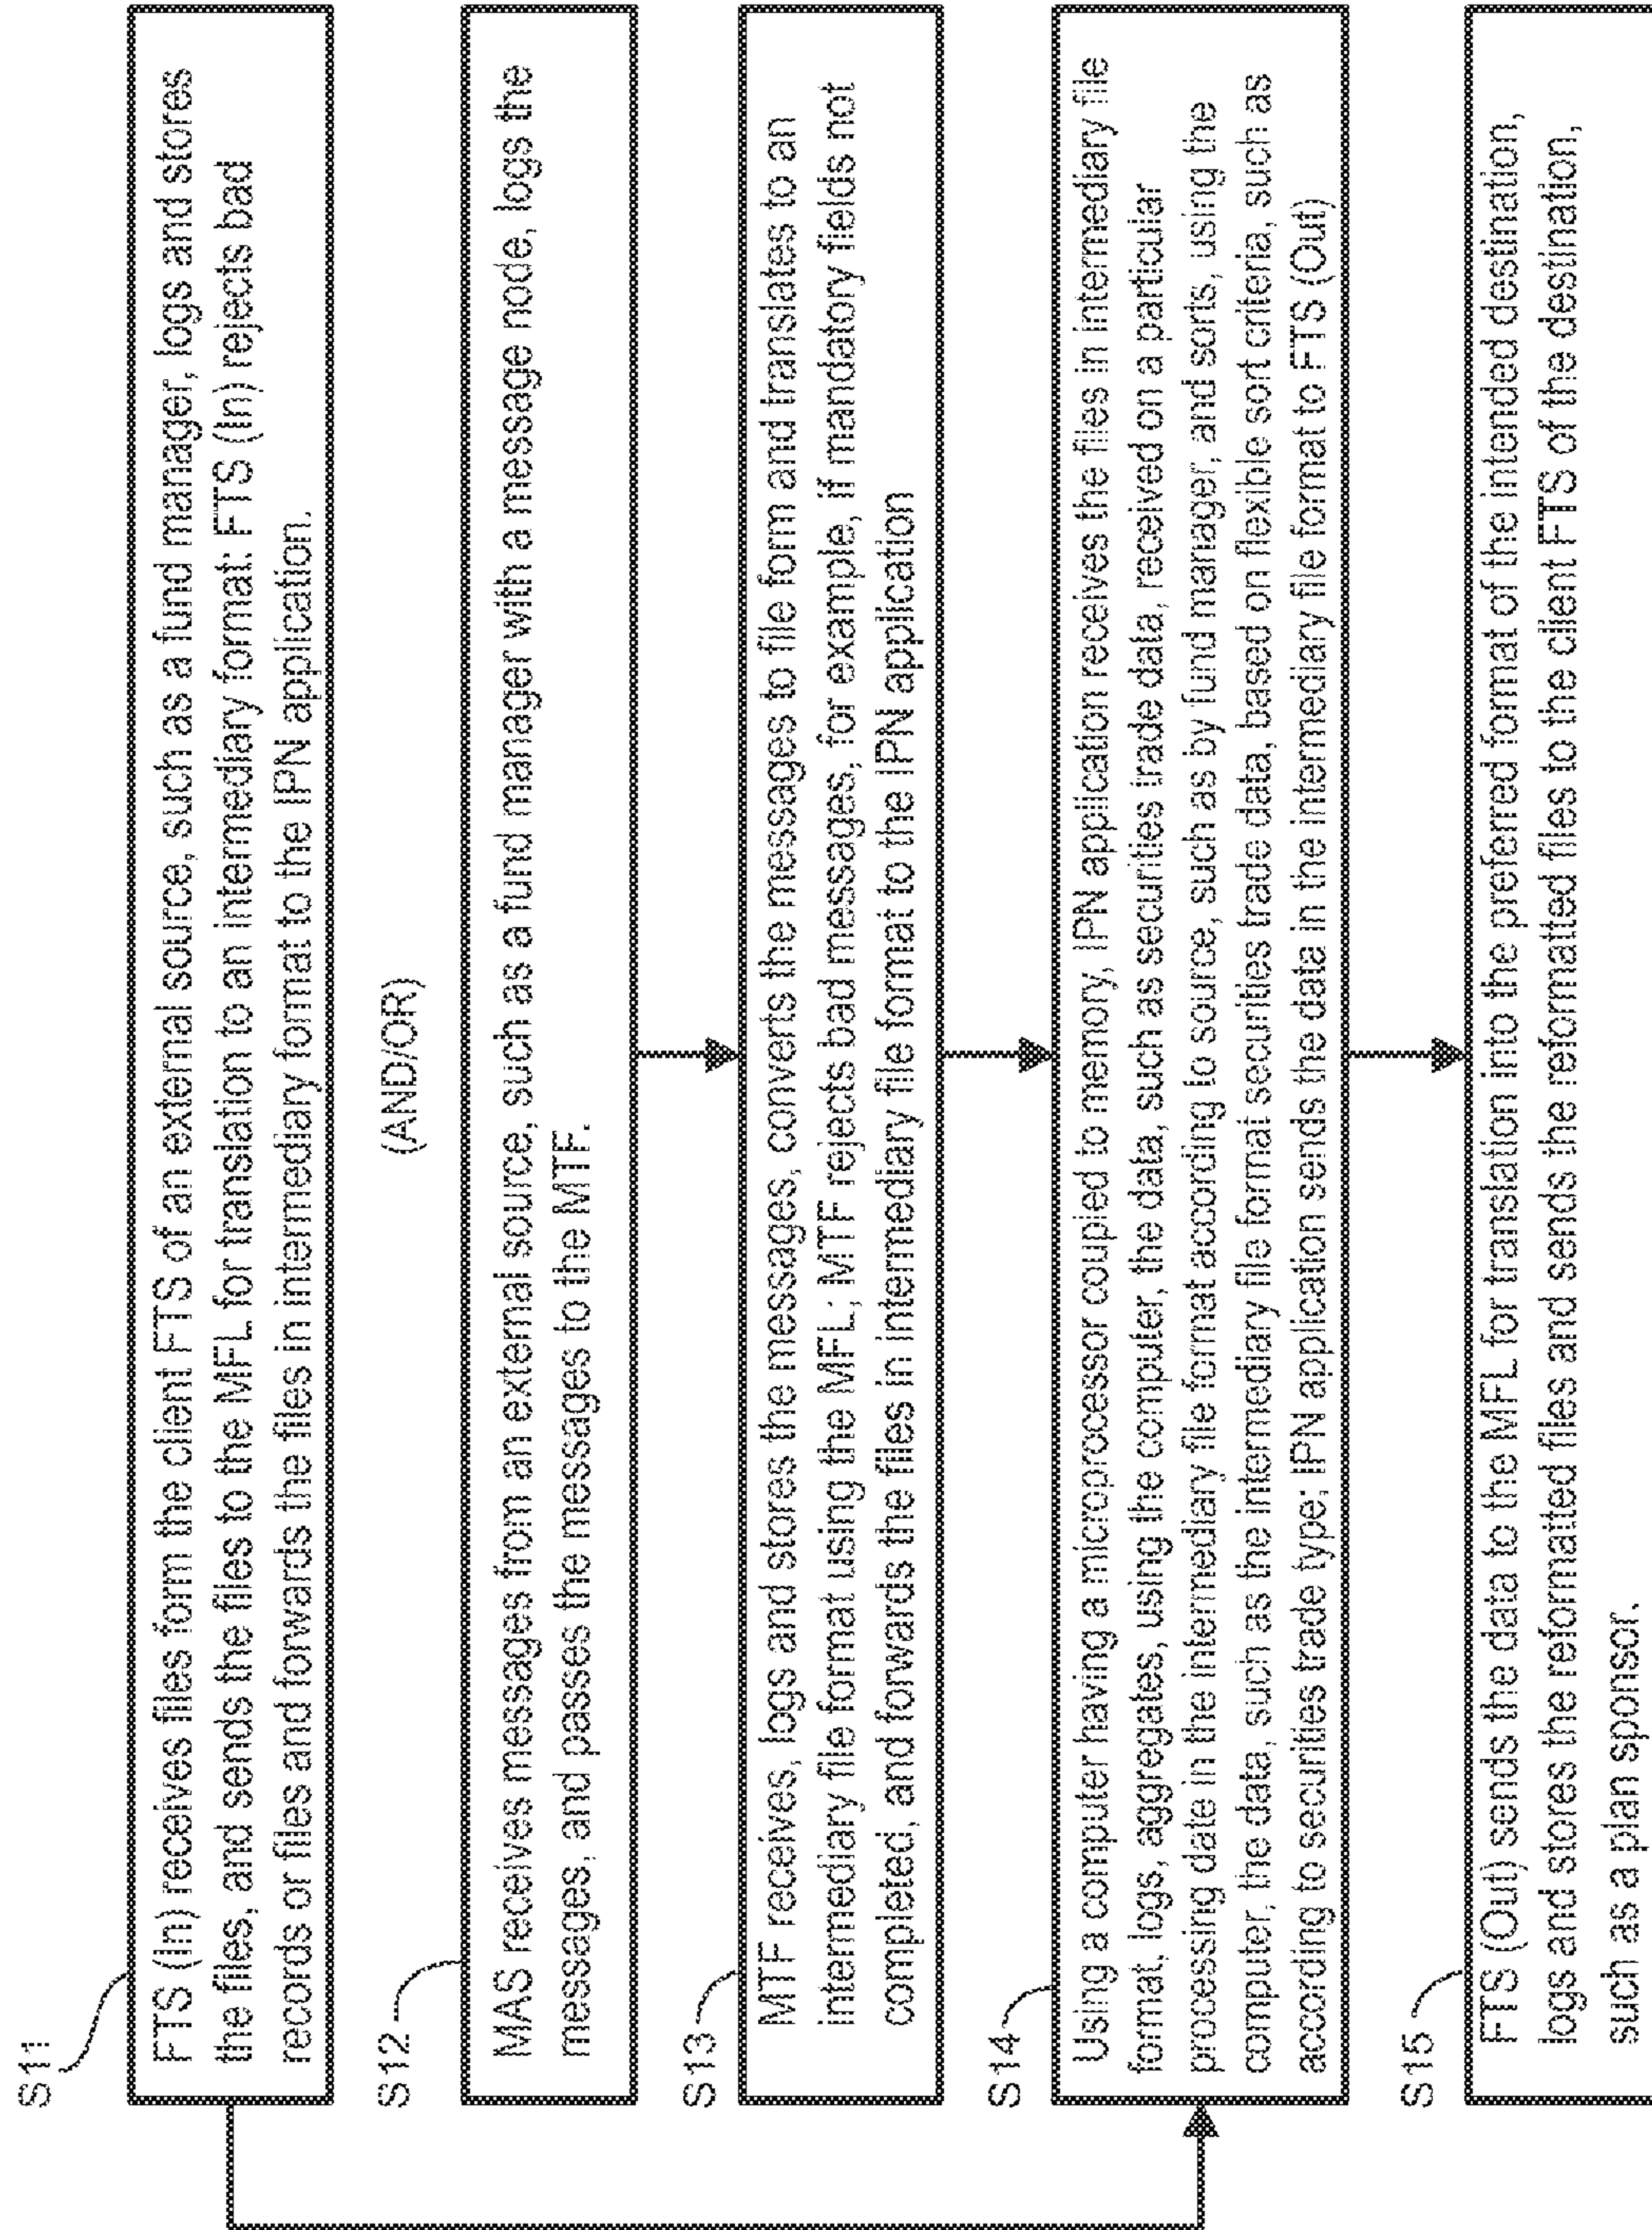 S11
FTS (In) receives files form the client FTS of an external source, such as a fund manager, logs and stores
the files, and sends the files to the MFL for translation to an intermediary format: FTS (In) rejects bad
records or files and forwards the files in intermediary format to the IPN application.
(AND/OR)
S12
MAS receives messages from an external source, such as a fund manager with a message node, logs the
messages, and passes the messages to the MTF.
S13
MTF receives, logs and stores the messages, converts the messages to file form and translates to an
intermediary file format using the MFL; MTF rejects bad messages, for example, if mandatory fields not
completed, and forwards the files in intermediary file format to the IPN application
S14
Using a computer having a microprocessor coupled to memory, IPN application receives the files in intermediary file
format, logs, aggregates, using the computer, the data, such as securities trade data, received on a particular
processing date in the intermediary file format according to source, such as by fund manager, and sorts, using the
computer, the data, such as the intermediary file format securities trade data, based on flexible sort criteria, such as
according to securities trade type; IPN application sends the data in the intermediary file format to FTS (Out)
S15
FTS (Out) sends the data to the MFL for translation into the preferred format of the intended destination,
logs and stores the reformatted files and sends the reformatted files to the client FTS of the destination,
such as a plan sponsor.